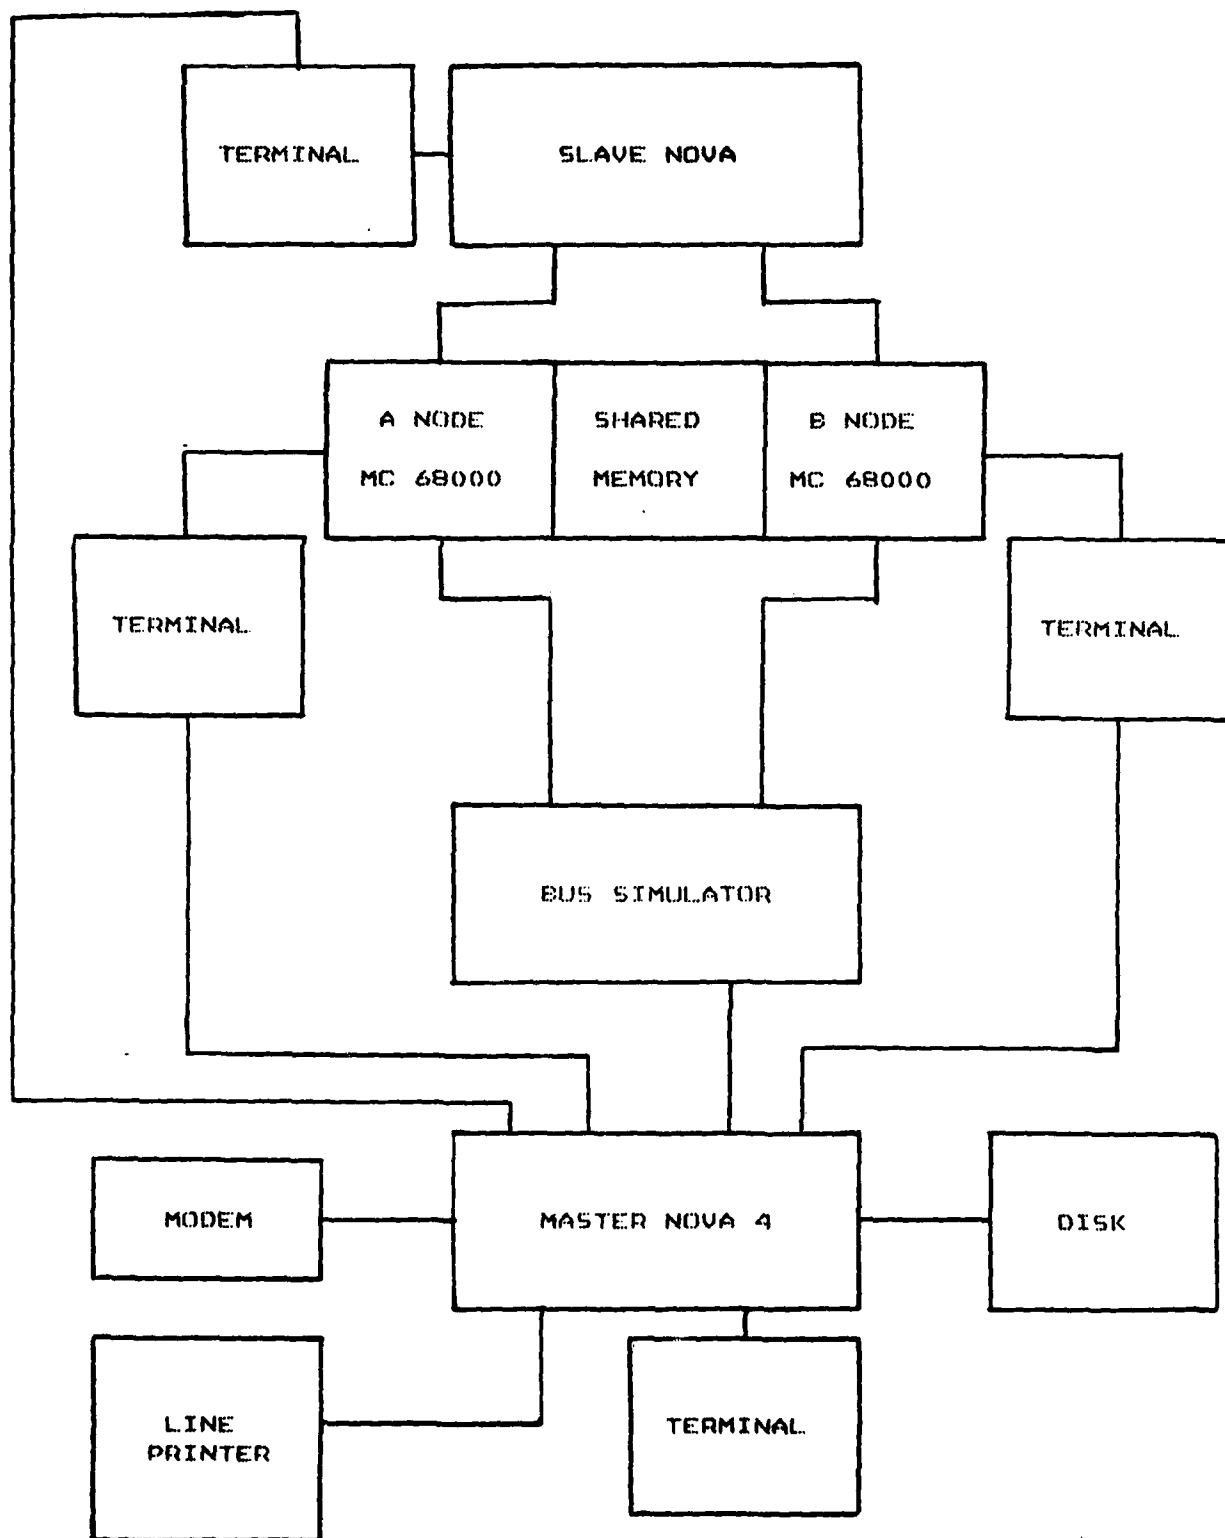 TERMINAL
SLAVE NOVA
A NODE
MC 68000
SHARED
MEMORY
B NODE
MC 68000
TERMINAL
TERMINAL
BUS SIMULATOR
MODEM
MASTER NOVA 4
DISK
LINE
PRINTER
TERMINAL